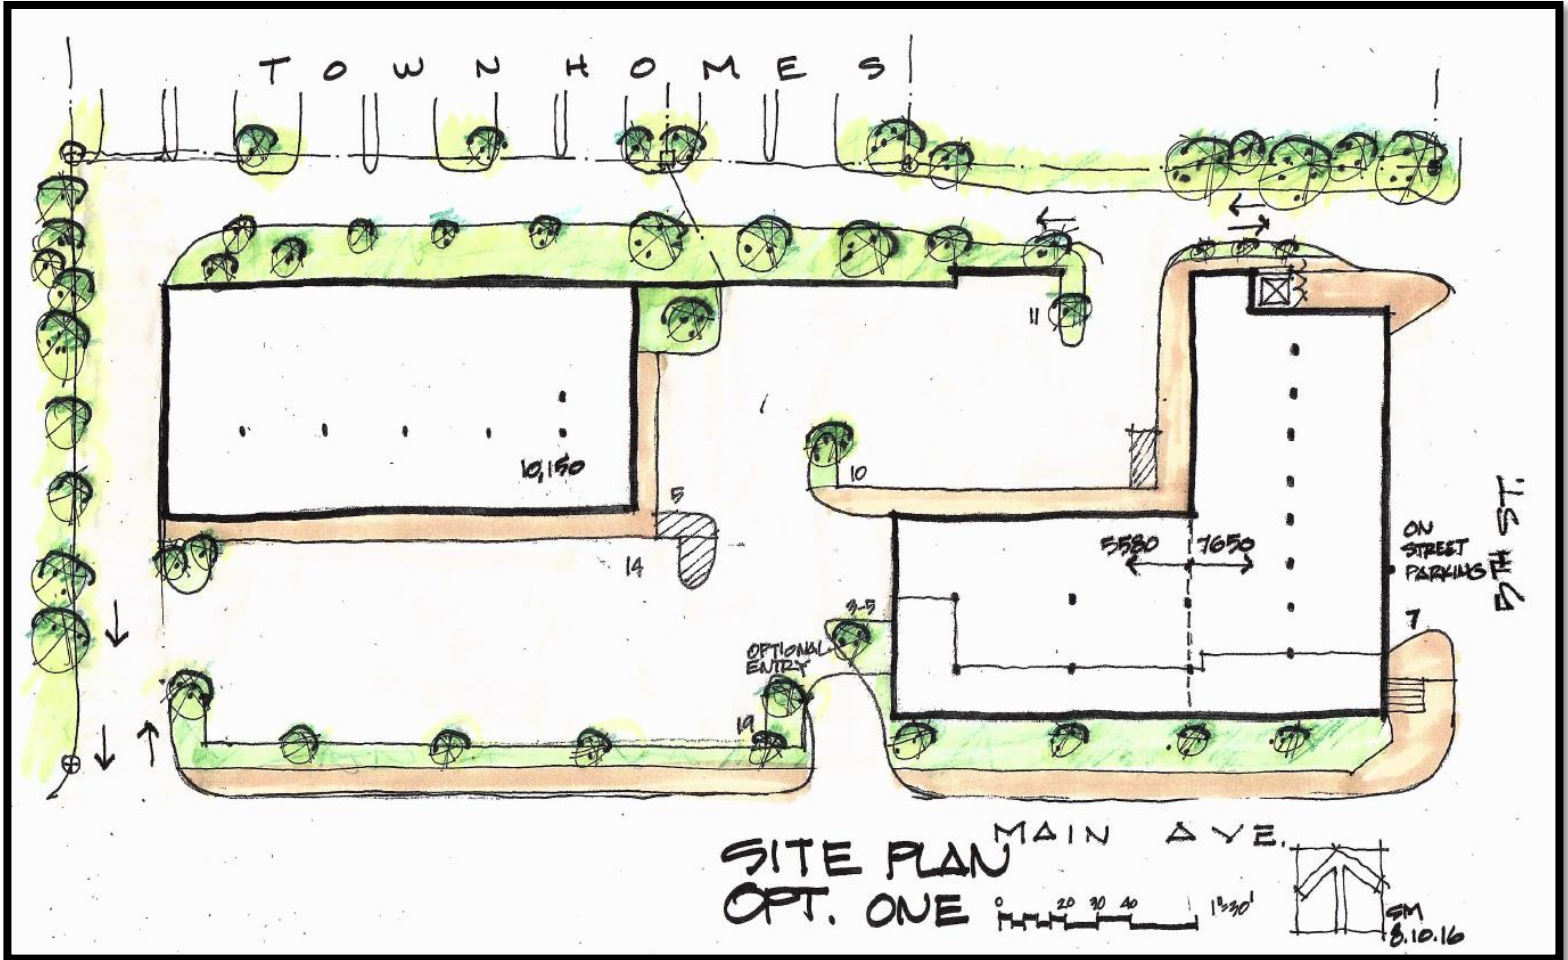 TOWNHOMES
11
10
10,150
5
5580 7650
ON
STREET
PARKING
5TH ST.
14
3-5
7
OPTIONAL
ENTRY
19
MAIN AVE.
SITE PLAN
OPT. ONE
0 20 30 40
1"=30'
SM
8.10.16